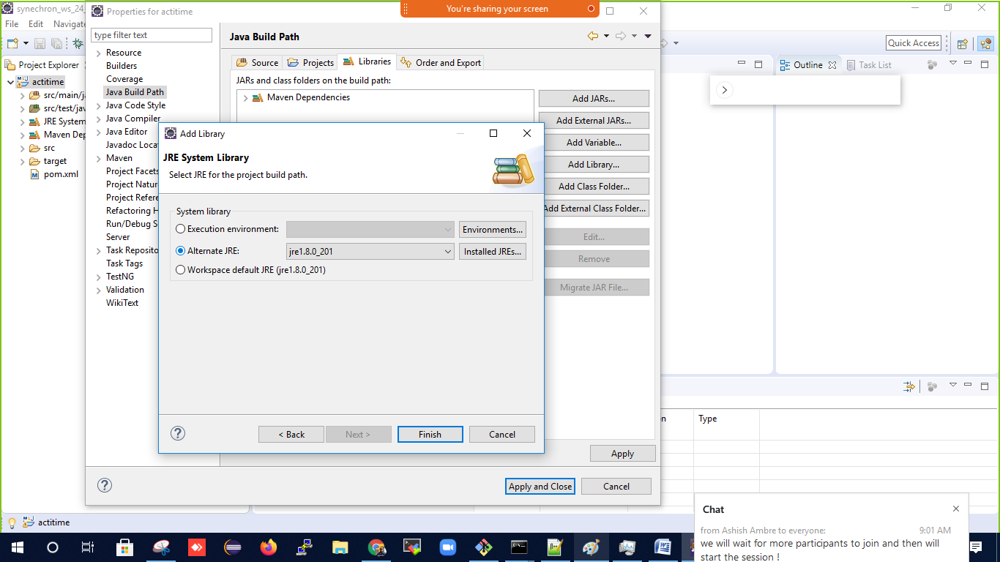 synechron_ws_24_
Properties for actitime
You're sharing your screen
File Edit Navigate
type filter text
Java Build Path
Quick Access
Project Explorer
actitime
src/main/ja
src/test/jav
JRE System
Maven Dep
src
target
pom.xml
Resource
Builders
Coverage
Java Build Path
Java Code Style
Java Compiler
Java Editor
Javadoc Loca
Maven
Project Facets
Project Natur
Project Refere
Refactoring H
Run/Debug S
Server
Task Reposito
Task Tags
TestNG
Validation
WikiText
Source Projects Libraries Order and Export
JARs and class folders on the build path:
Maven Dependencies
Add JARs...
Add External JARs...
Add Variable...
Add Library...
Add Class Folder...
Add External Class Folder...
Edit...
Remove
Migrate JAR File...
Outline Task List
Add Library
JRE System Library
Select JRE for the project build path.
System library
Execution environment: Environments...
Alternate JRE: jre1.8.0_201 Installed JREs...
Workspace default JRE (jre1.8.0_201)
? < Back Next > Finish Cancel
Apply
? Apply and Close Cancel
n Type
actitime
Chat
from Ashish Ambre to everyone: 9:01 AM
we will wait for more participants to join and then will
start the session !